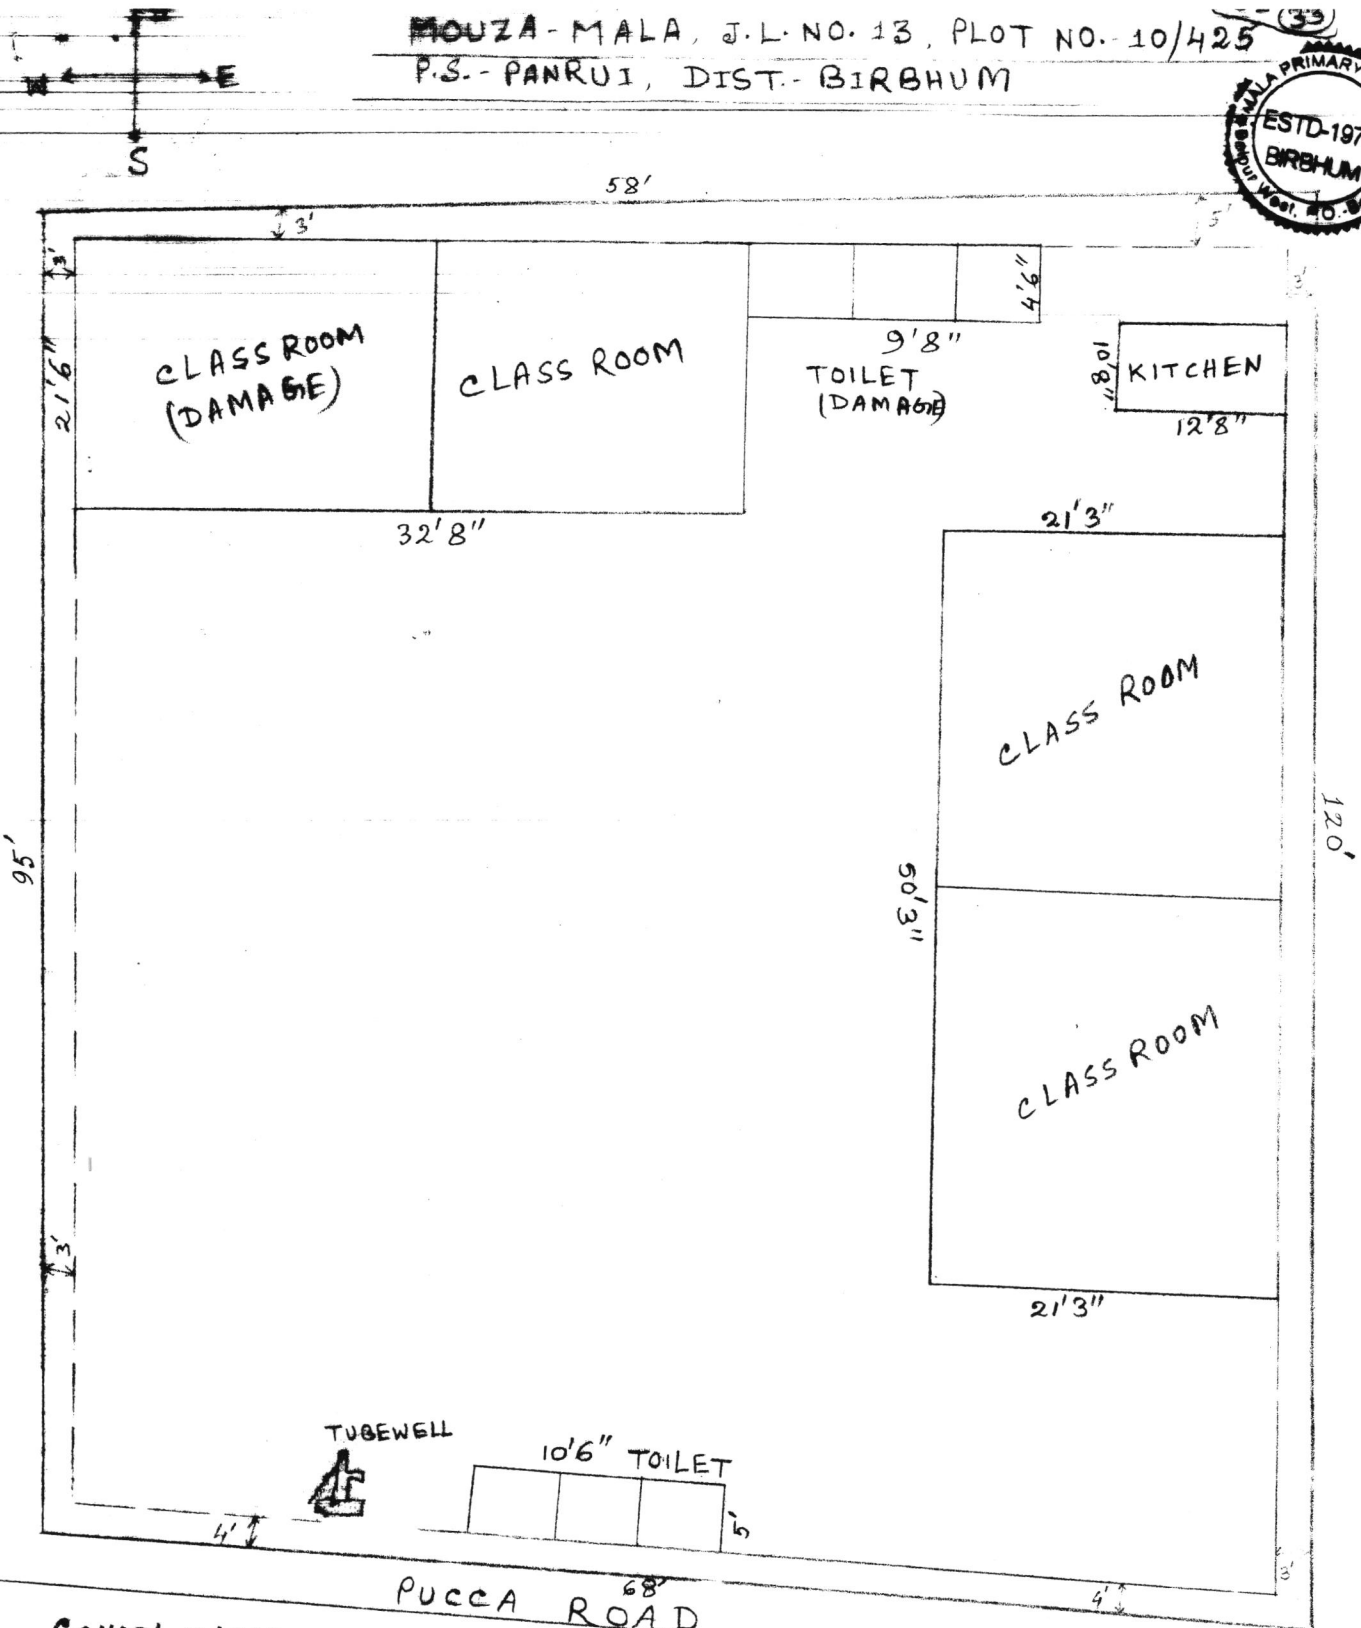 MOUZA - MALA, J.L. NO. 13, PLOT NO. - 10/425
P.S. - PANRUI, DIST. - BIRBHUM
33
W
E
S
MALA PRIMARY
ESTD-197
BIRBHUM
58'
3'
5'
3'
3'
21'6"
CLASS ROOM
(DAMAGE)
CLASS ROOM
4'6"
9'8"
TOILET
(DAMAGE)
10'8"
KITCHEN
12'8"
32'8"
21'3"
CLASS ROOM
95'
120'
50'3"
CLASS ROOM
21'3"
3'
TUBEWELL
10'6" TOILET
5'
4'
3'
4'
68'
PUCCA ROAD